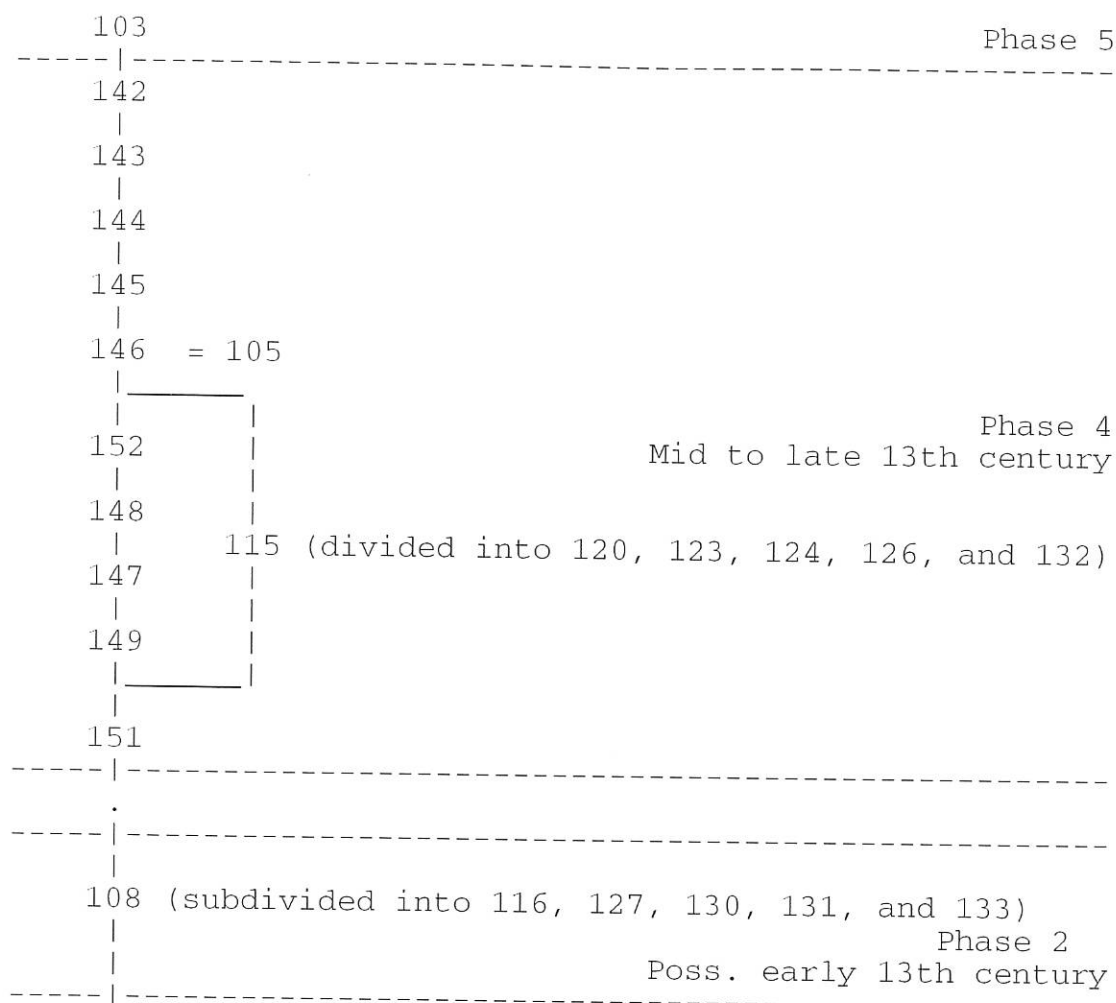 103
Phase 5
142
143
144
145
146 = 105
Phase 4
152
Mid to late 13th century
148
115 (divided into 120, 123, 124, 126, and 132)
147
149
151
.
108 (subdivided into 116, 127, 130, 131, and 133)
Phase 2
Poss. early 13th century